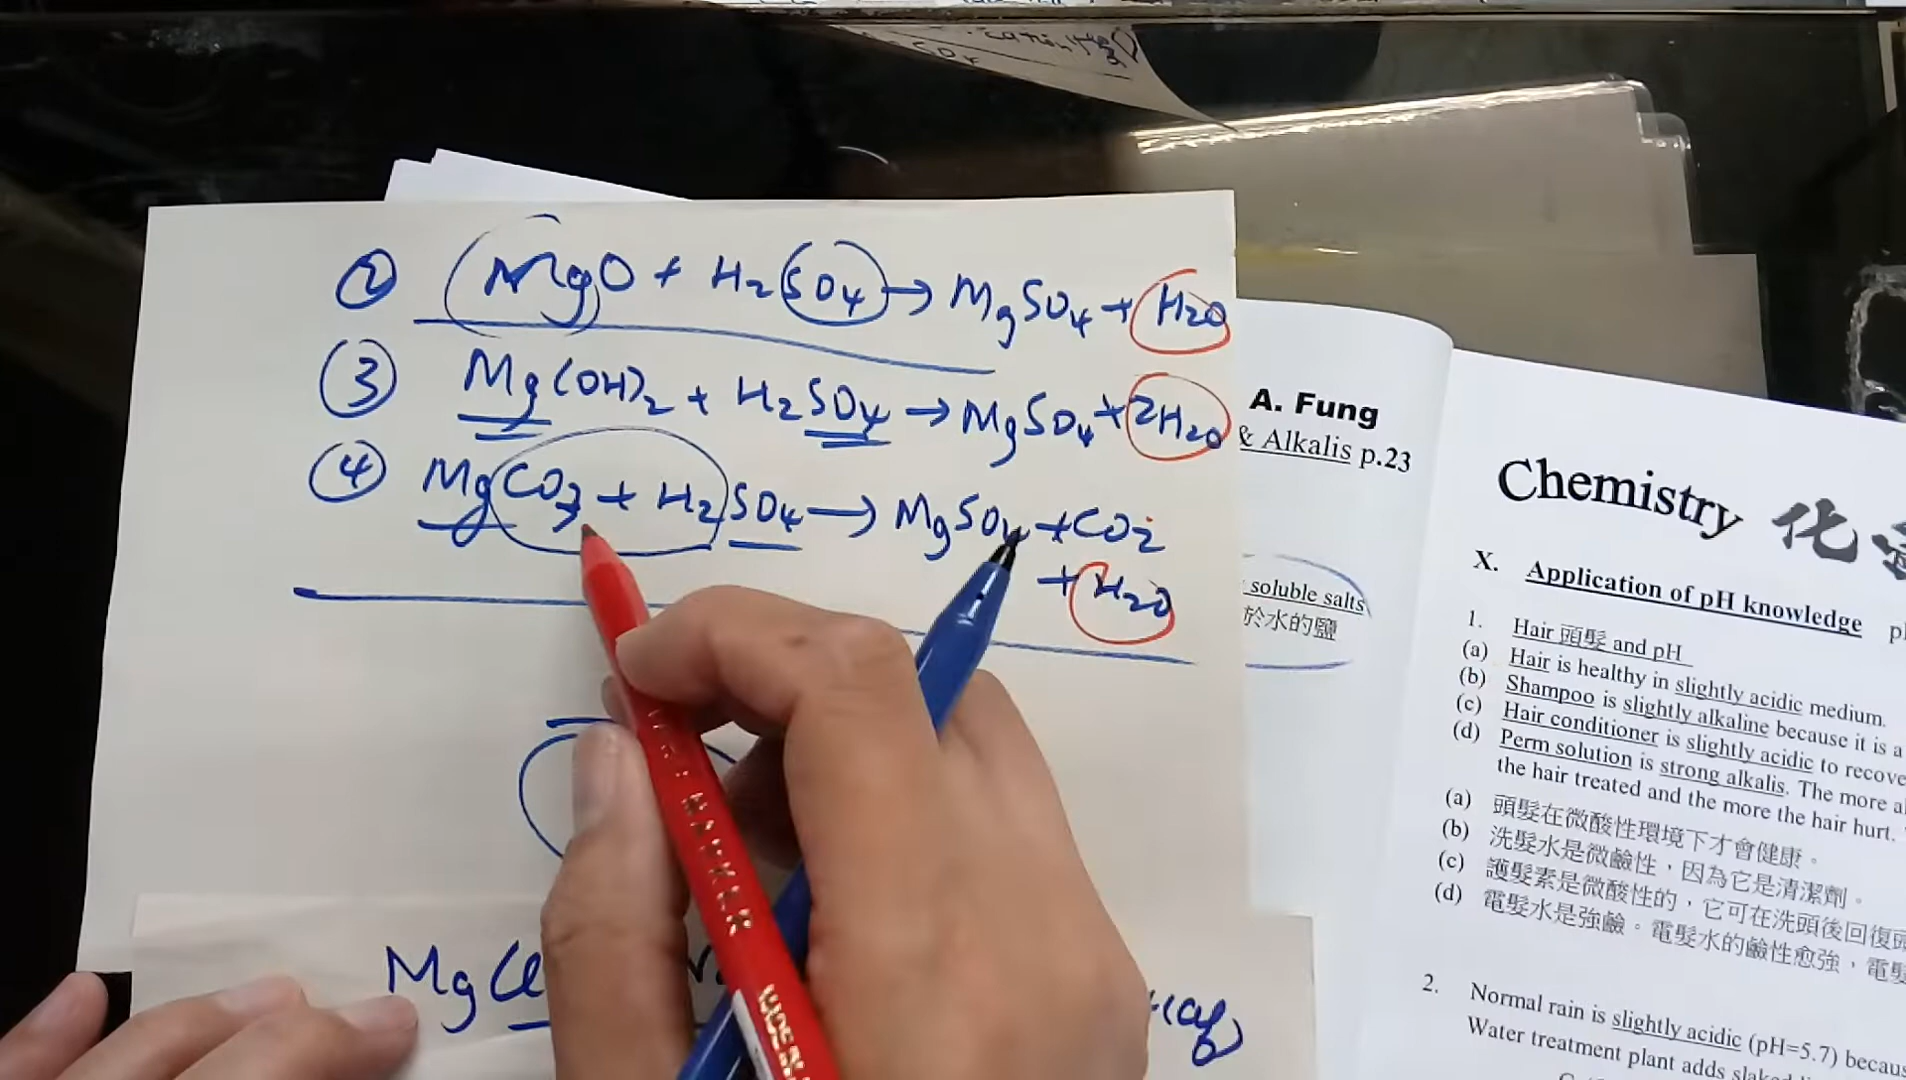 ② MgO + H2SO4 → MgSO4 + H2O
③ Mg(OH)2 + H2SO4 → MgSO4 + 2H2O
④ MgCO3 + H2SO4 → MgSO4 + CO2
+ H2O
MgCl
A. Fung
& Alkalis p.23
soluble salts
於水的鹽
Chemistry 化
X. Application of pH knowledge
1. Hair 頭髮 and pH
(a) Hair is healthy in slightly acidic medium.
(b) Shampoo is slightly alkaline because it is a
(c) Hair conditioner is slightly acidic to recove
(d) Perm solution is strong alkalis. The more al
the hair treated and the more the hair hurt.
(a) 頭髮在微酸性環境下才會健康。
(b) 洗髮水是微鹼性，因為它是清潔劑。
(c) 護髮素是微酸性的，它可在洗頭後回復頭
(d) 電髮水是強鹼。電髮水的鹼性愈強，電髮
2. Normal rain is slightly acidic (pH=5.7) becaus
Water treatment plant adds slaked
MARKER